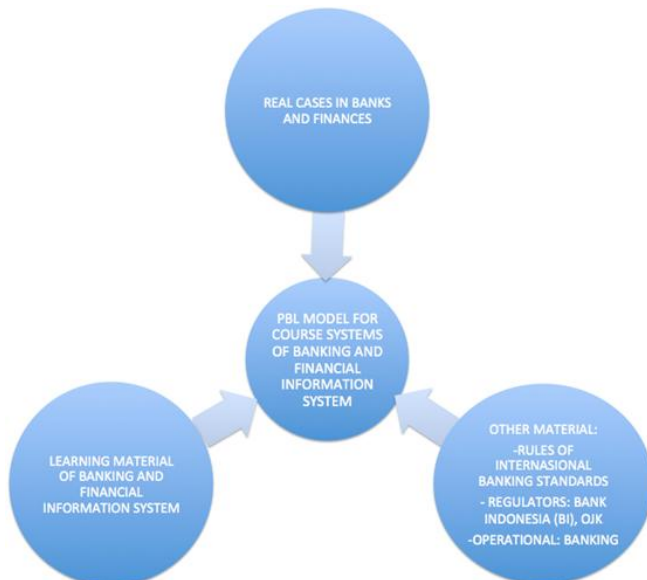 REAL CASES IN BANKS
AND FINANCES
PBL MODEL FOR
COURSE SYSTEMS
OF BANKING AND
FINANCIAL
INFORMATION
SYSTEM
LEARNING MATERIAL
OF BANKING AND
FINANCIAL
INFORMATION SYSTEM
OTHER MATERIAL:
-RULES OF
INTERNASIONAL
BANKING STANDARDS
- REGULATORS: BANK
INDONESIA (BI), OJK
-OPERATIONAL: BANKING